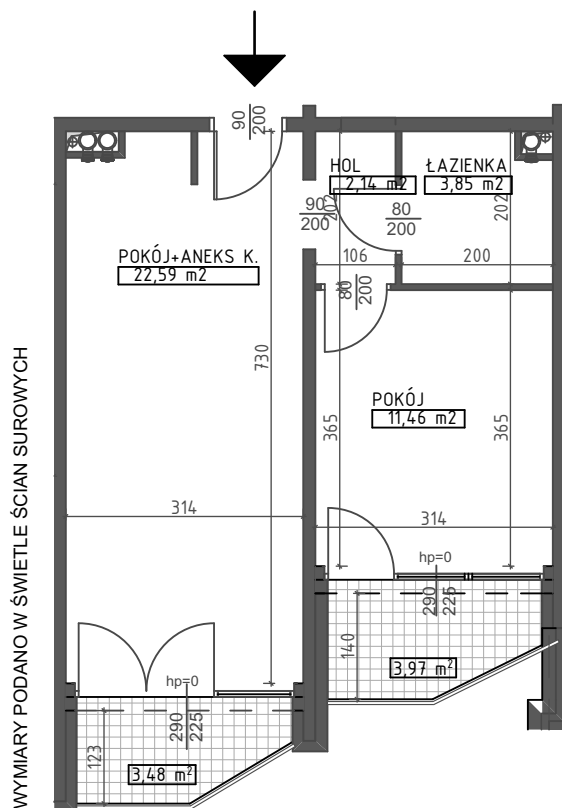 90
200
HOL
2,14 m2
ŁAZIENKA
3,85 m2
202
202
90
200
80
200
POKÓJ+ANEKS K.
22,59 m2
106
200
80
200
730
POKÓJ
11,46 m2
365
365
314
314
WYMIARY PODANO W ŚWIETLE ŚCIAN SUROWYCH
hp=0
290
225
140
3,97 m²
hp=0
290
225
123
3,48 m²